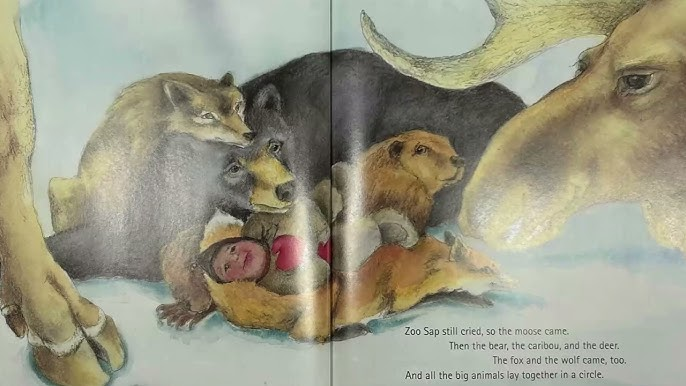 Zoo Sap still cried, so the moose came.
Then the bear, the caribou, and the deer.
The fox and the wolf came, too.
And all the big animals lay together in a circle.